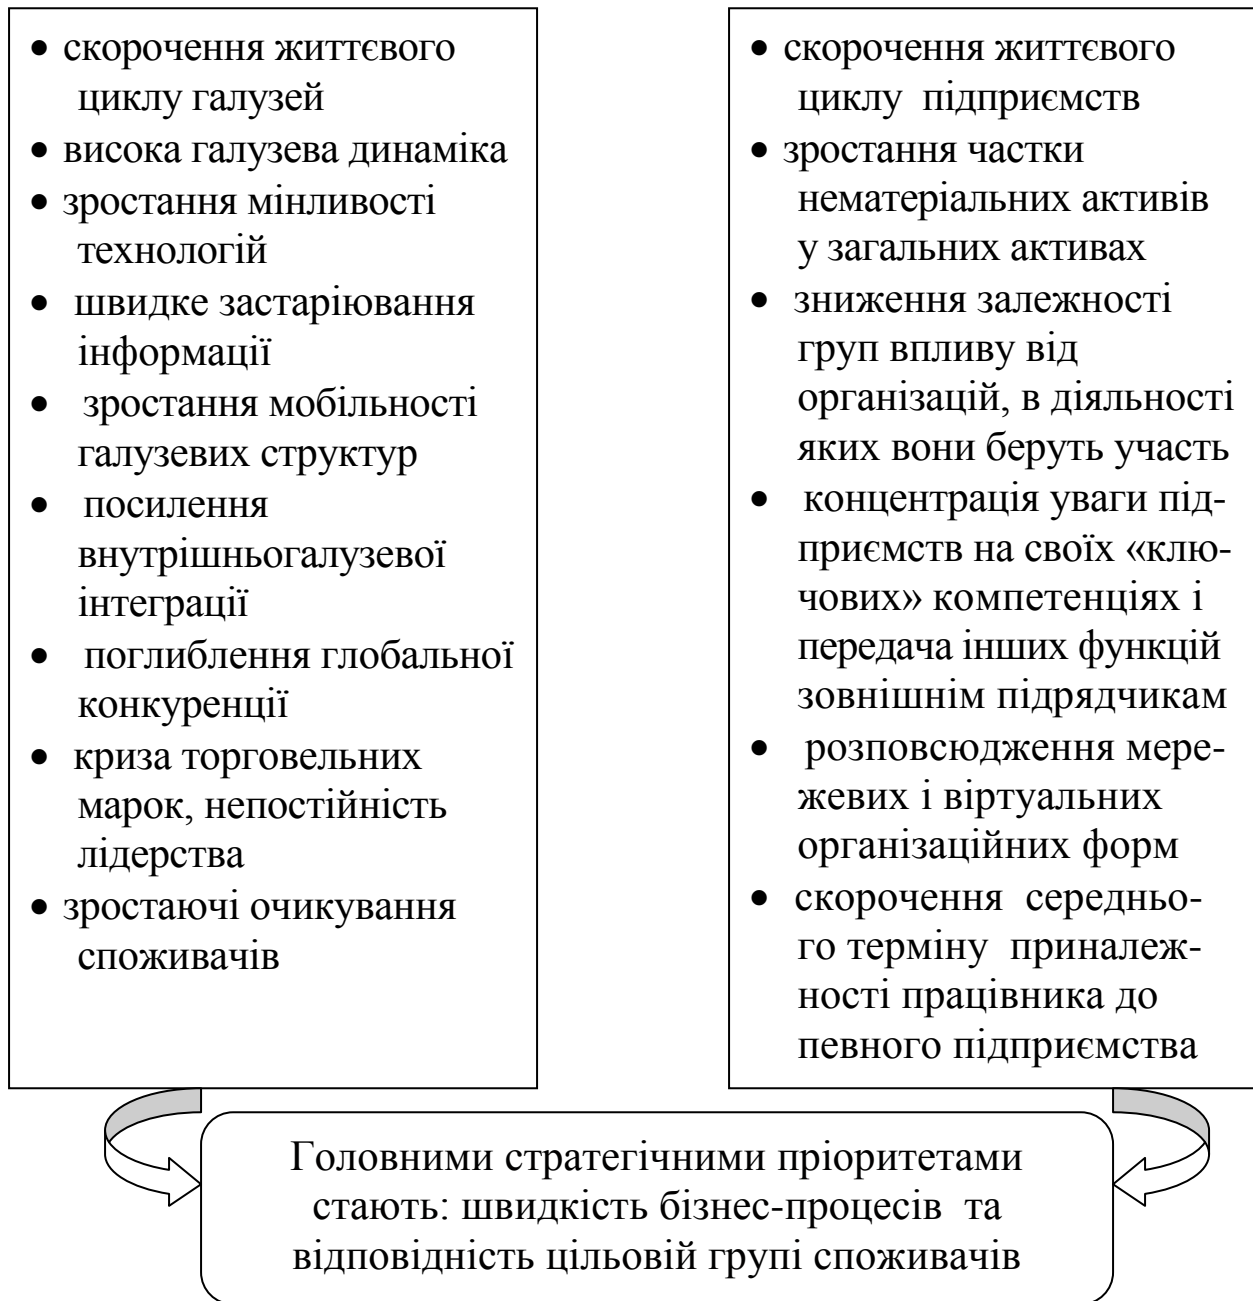 • скорочення життєвого
циклу галузей
• висока галузева динаміка
• зростання мінливості
технологій
• швидке застаріювання
інформації
• зростання мобільності
галузевих структур
• посилення
внутрішньогалузевої
інтеграції
• поглиблення глобальної
конкуренції
• криза торговельних
марок, непостійність
лідерства
• зростаючі очикування
споживачів
• скорочення життєвого
циклу підприємств
• зростання частки
нематеріальних активів
у загальних активах
• зниження залежності
груп впливу від
організацій, в діяльності
яких вони беруть участь
• концентрація уваги під-
приємств на своїх «клю-
чових» компетенціях і
передача інших функцій
зовнішнім підрядчикам
• розповсюдження мере-
жевих і віртуальних
організаційних форм
• скорочення середньо-
го терміну приналеж-
ності працівника до
певного підприємства
Головними стратегічними пріоритетами
стають: швидкість бізнес-процесів та
відповідність цільовій групі споживачів